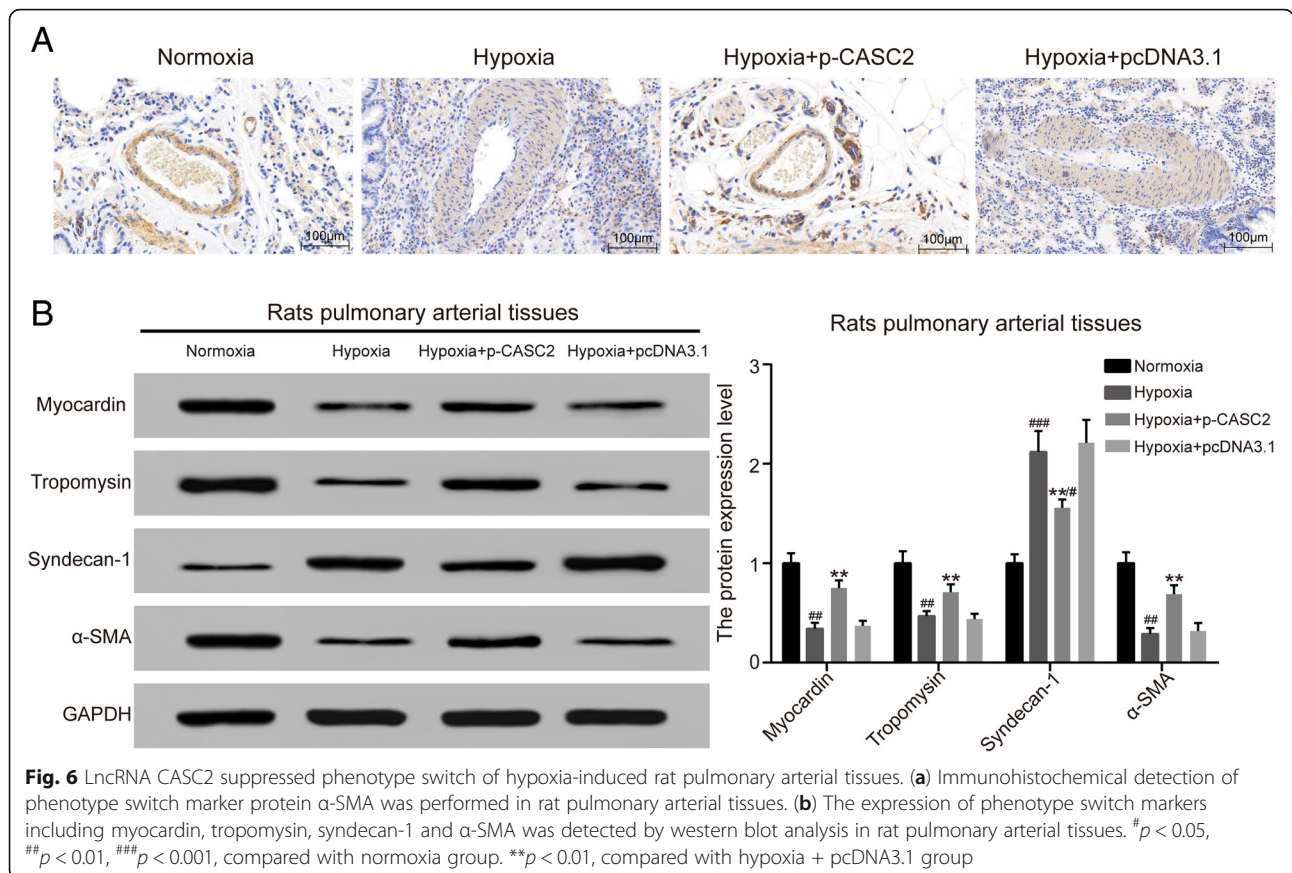 A
Normoxia
Hypoxia
Hypoxia+p-CASC2
Hypoxia+pcDNA3.1
100μm
100μm
100μm
100μm
B
Rats pulmonary arterial tissues
Normoxia
Hypoxia
Hypoxia+p-CASC2
Hypoxia+pcDNA3.1
Myocardin
Tropomysin
Syndecan-1
α-SMA
GAPDH
Rats pulmonary arterial tissues
Normoxia
Hypoxia
Hypoxia+p-CASC2
Hypoxia+pcDNA3.1
The protein expression level
3
2
1
0
##
**
##
**
###
**/#
##
**
Myocardin
Tropomysin
Syndecan-1
α-SMA
Fig. 6 LncRNA CASC2 suppressed phenotype switch of hypoxia-induced rat pulmonary arterial tissues. (a) Immunohistochemical detection of
phenotype switch marker protein α-SMA was performed in rat pulmonary arterial tissues. (b) The expression of phenotype switch markers
including myocardin, tropomysin, syndecan-1 and α-SMA was detected by western blot analysis in rat pulmonary arterial tissues. #p < 0.05,
##p < 0.01, ###p < 0.001, compared with normoxia group. **p < 0.01, compared with hypoxia + pcDNA3.1 group